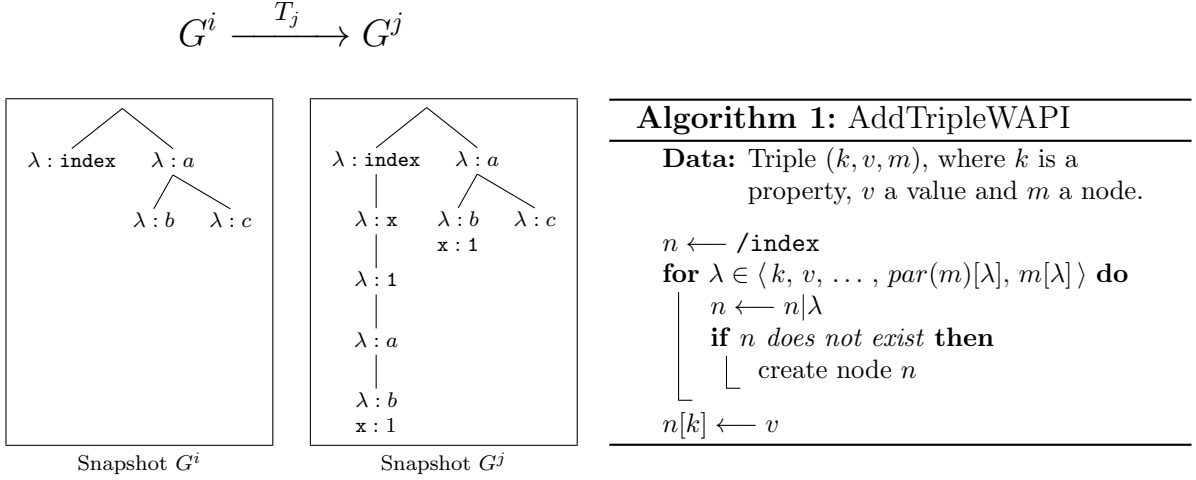 G^i —T_j→ G^j
λ : index λ : a
λ : b λ : c
Snapshot G^i
λ : index λ : a
λ : x λ : b λ : c
x : 1
λ : 1
λ : a
λ : b
x : 1
Snapshot G^j
Algorithm 1: AddTripleWAPI
Data: Triple (k, v, m), where k is a
property, v a value and m a node.
n ⟵ /index
for λ ∈ ⟨ k, v, … , par(m)[λ], m[λ] ⟩ do
n ⟵ n|λ
if n does not exist then
create node n
n[k] ⟵ v